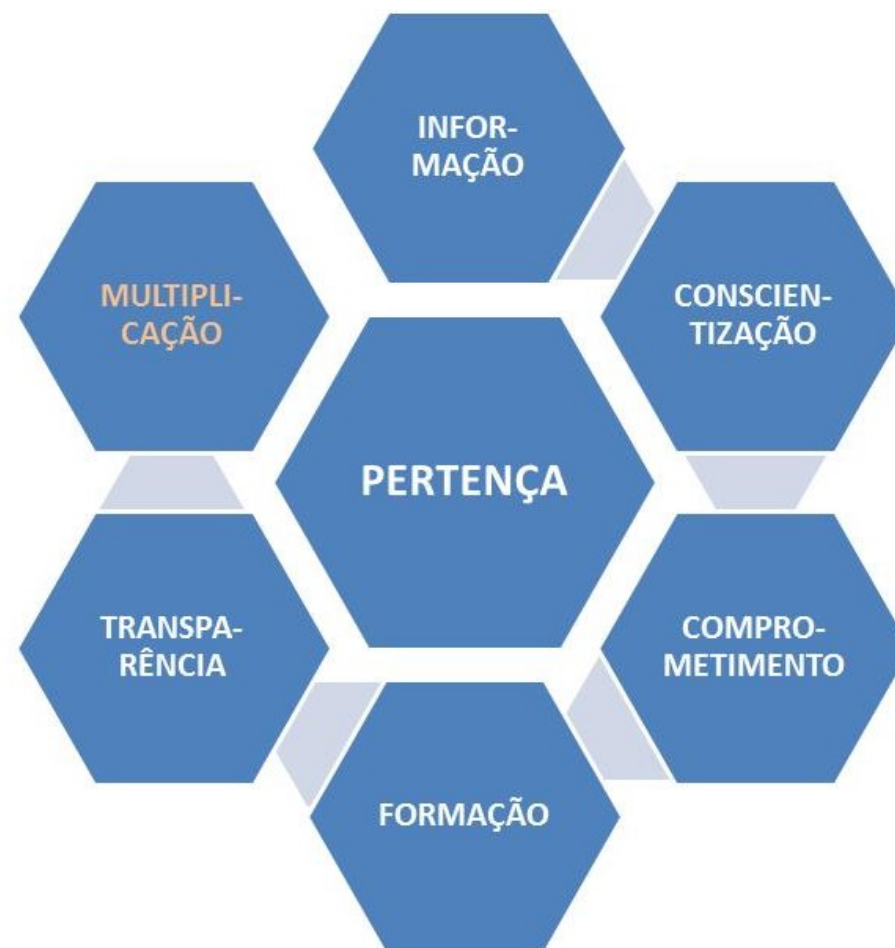 INFOR-
MAÇÃO
CONSCIEN-
TIZAÇÃO
COMPRO-
METIMENTO
FORMAÇÃO
TRANSPA-
RÊNCIA
MULTIPLI-
CAÇÃO
PERTENÇA